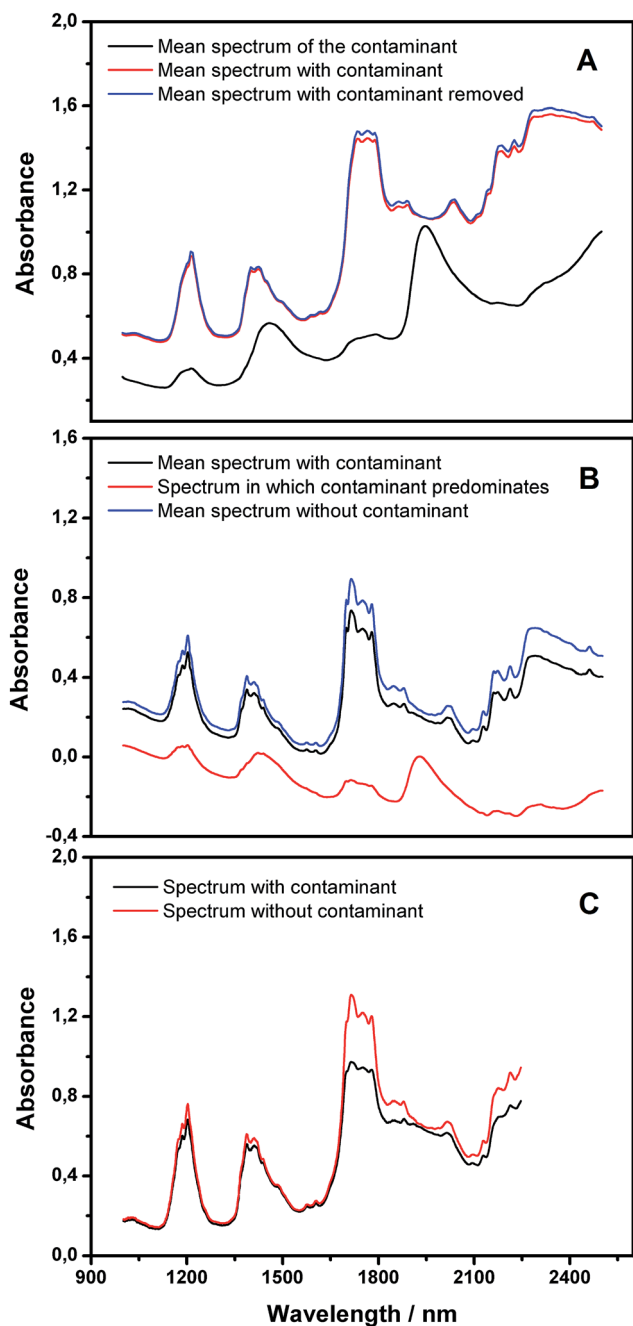 2,0
Mean spectrum of the contaminant
A
Mean spectrum with contaminant
Mean spectrum with contaminant removed
1,6
1,2
0,8
0,4
Absorbance
1,6
Mean spectrum with contaminant
B
Spectrum in which contaminant predominates
Mean spectrum without contaminant
1,2
0,8
0,4
0,0
-0,4
Absorbance
2,0
Spectrum with contaminant
C
Spectrum without contaminant
1,6
1,2
0,8
0,4
0,0
Absorbance
900 1200 1500 1800 2100 2400
Wavelength / nm